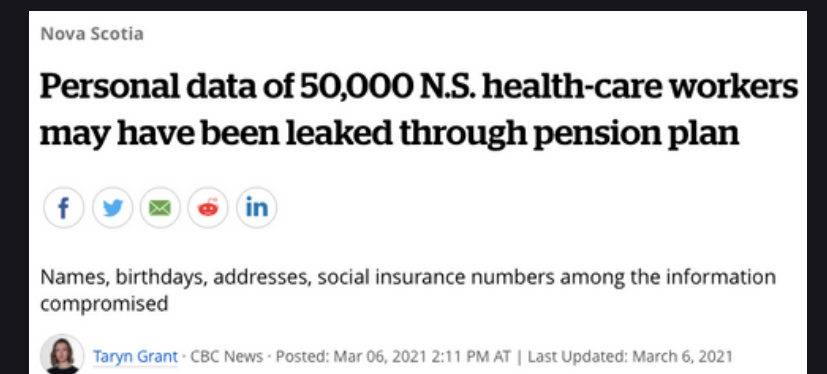 Nova Scotia
Personal data of 50,000 N.S. health-care workers
may have been leaked through pension plan
f in
Names, birthdays, addresses, social insurance numbers among the information
compromised
Taryn Grant · CBC News · Posted: Mar 06, 2021 2:11 PM AT | Last Updated: March 6, 2021